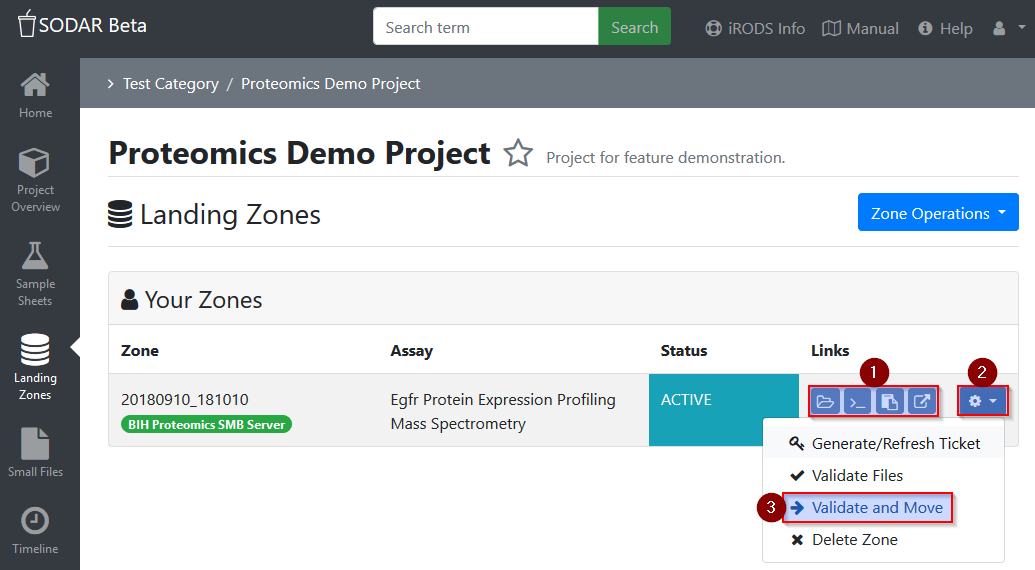 SODAR Beta
Search term
Search
iRODS Info
Manual
Help
Home
Project
Overview
Sample
Sheets
Landing
Zones
Small Files
Timeline
Test Category / Proteomics Demo Project
Proteomics Demo Project
Project for feature demonstration.
Landing Zones
Zone Operations
Your Zones
Zone
Assay
Status
Links
20180910_181010
BIH Proteomics SMB Server
Egfr Protein Expression Profiling
Mass Spectrometry
ACTIVE
1
2
Generate/Refresh Ticket
Validate Files
3
Validate and Move
Delete Zone